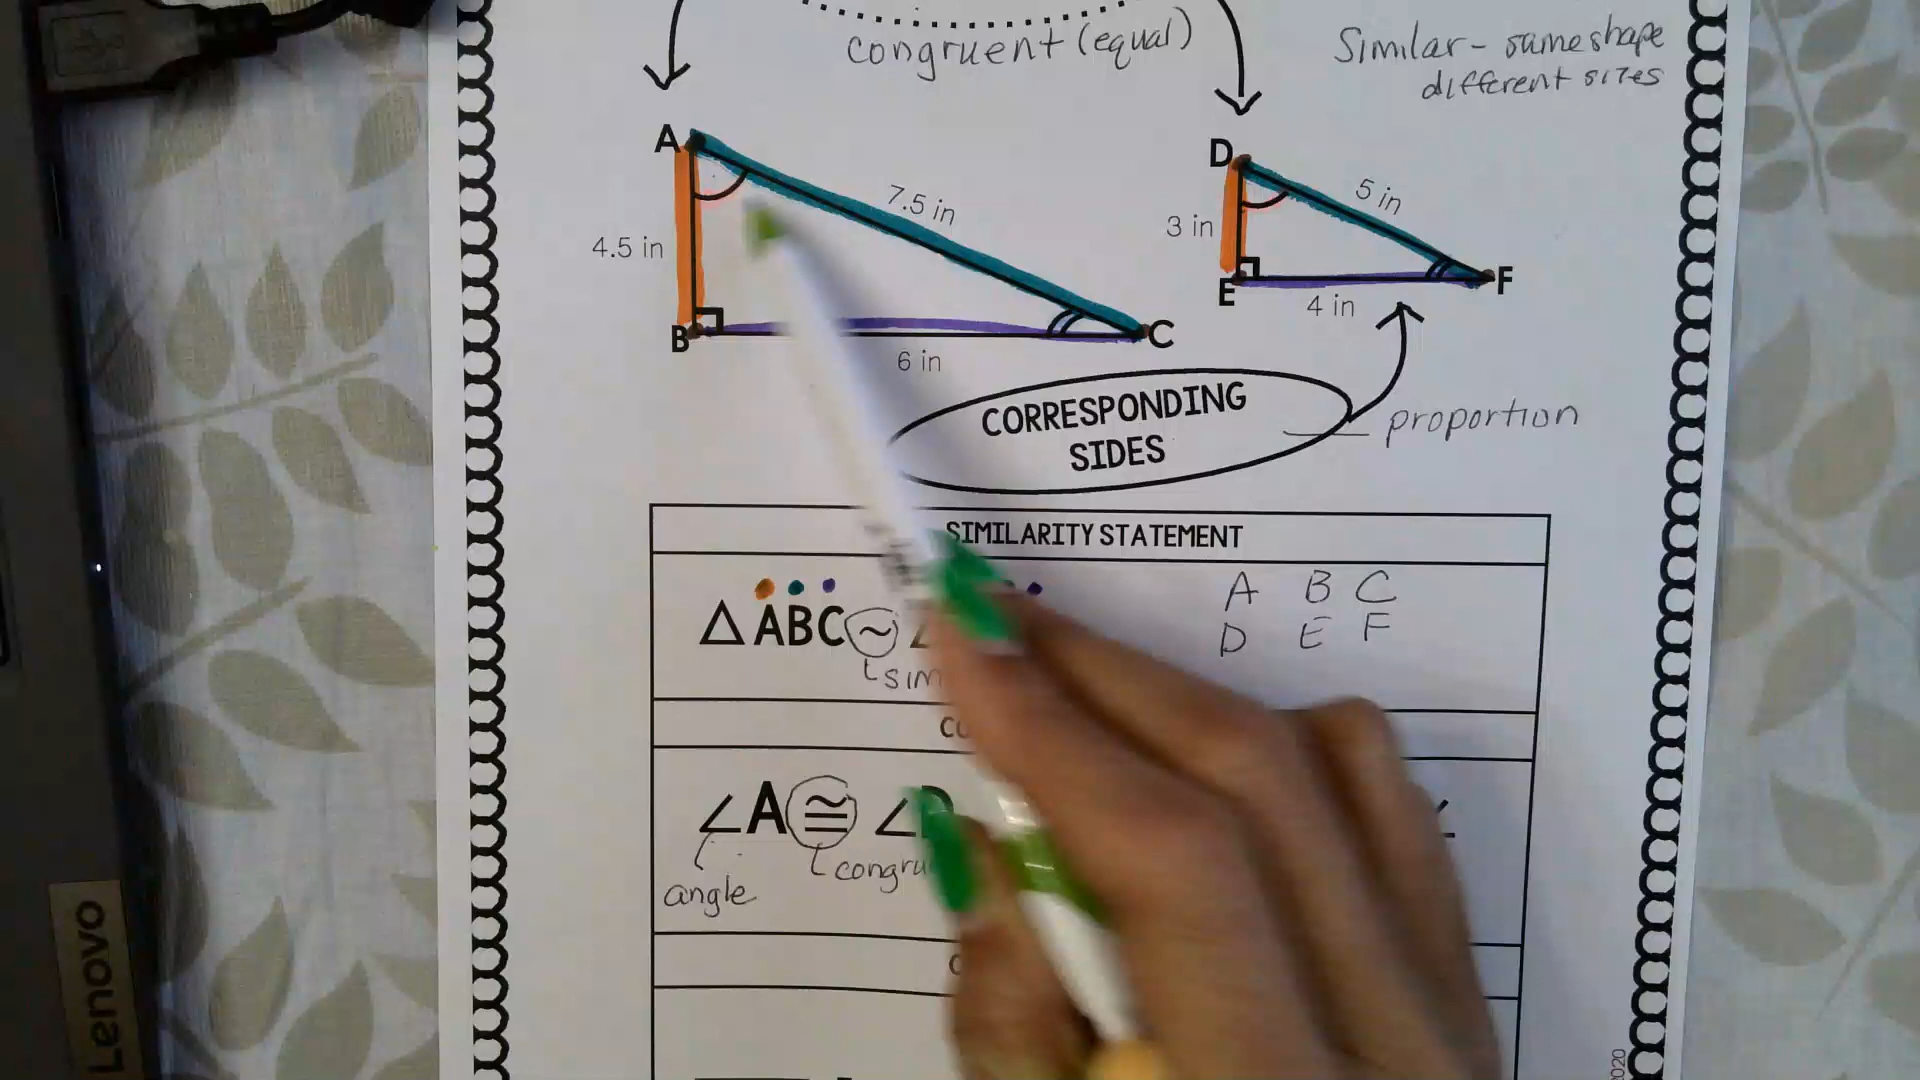 congruent (equal)
Similar - same shape
different sizes
A
D
7.5 in
5 in
4.5 in
3 in
B
C
E
F
6 in
4 in
CORRESPONDING
SIDES
proportion
SIMILARITY STATEMENT
△ABC ~
A B C
D E F
∠A ≅ ∠D
angle
Lenovo
2020